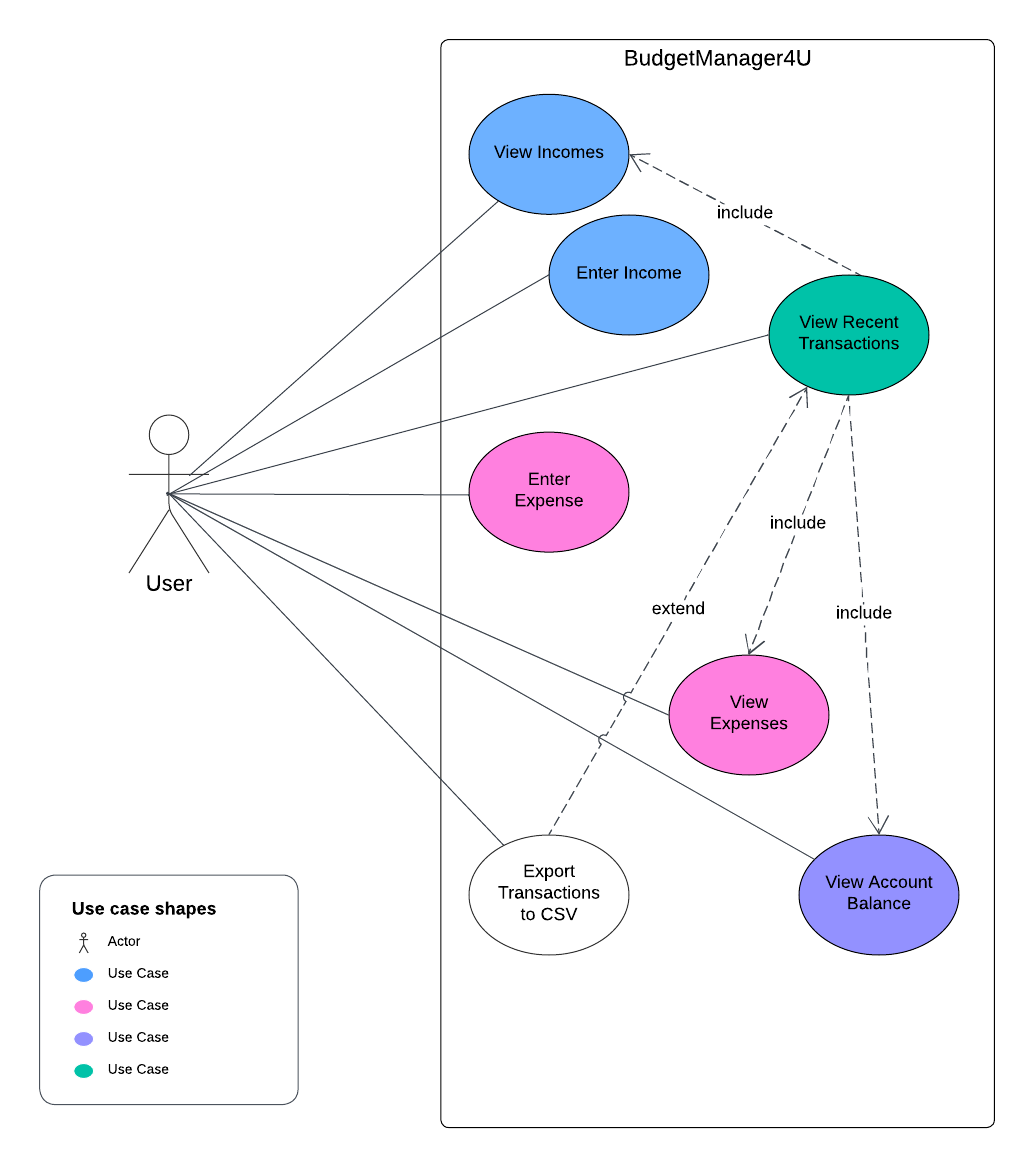 BudgetManager4U
View Incomes
include
Enter Income
View Recent
Transactions
Enter
Expense
include
User
extend
include
View
Expenses
Export
Transactions
to CSV
View Account
Balance
Use case shapes
Actor
Use Case
Use Case
Use Case
Use Case